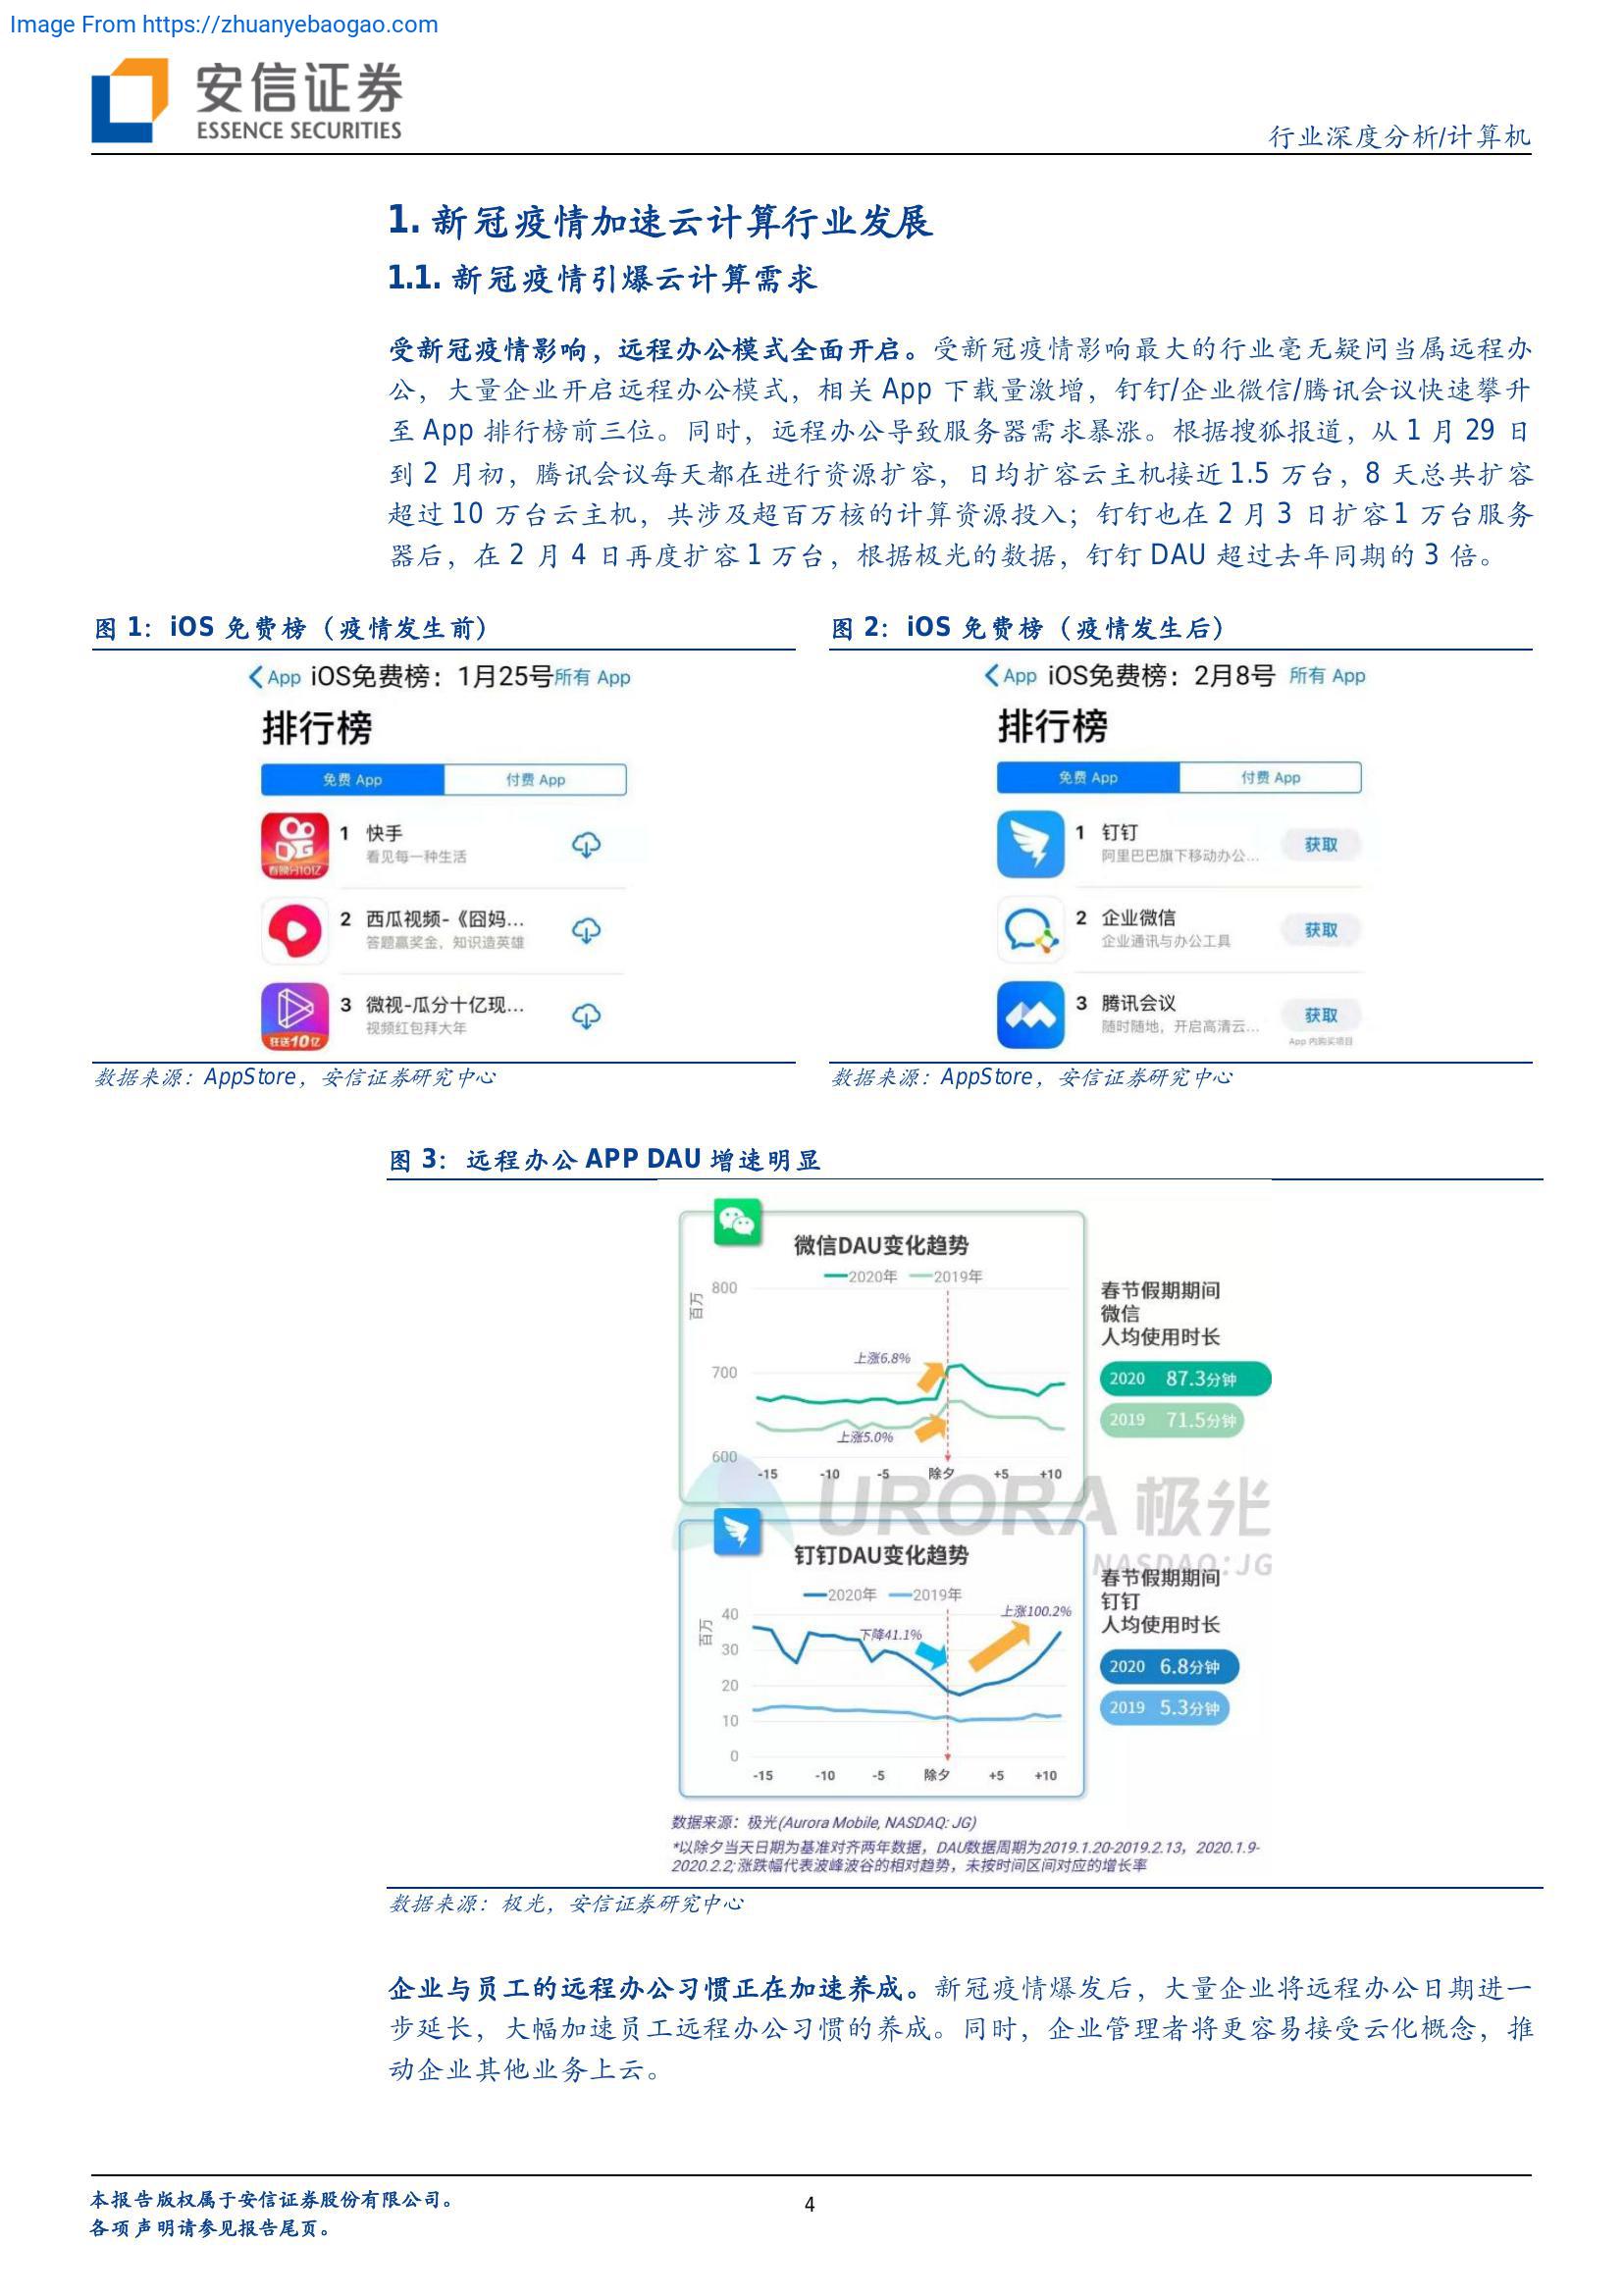 Image From https://zhuanyebaogao.com
安信证券
ESSENCE SECURITIES
行业深度分析/计算机
1. 新冠疫情加速云计算行业发展
1.1. 新冠疫情引爆云计算需求
受新冠疫情影响，远程办公模式全面开启。受新冠疫情影响最大的行业毫无疑问当属远程办
公，大量企业开启远程办公模式，相关 App 下载量激增，钉钉/企业微信/腾讯会议快速攀升
至 App 排行榜前三位。同时，远程办公导致服务器需求暴涨。根据搜狐报道，从 1 月 29 日
到 2 月初，腾讯会议每天都在进行资源扩容，日均扩容云主机接近 1.5 万台，8 天总共扩容
超过 10 万台云主机，共涉及超百万核的计算资源投入；钉钉也在 2 月 3 日扩容 1 万台服务
器后，在 2 月 4 日再度扩容 1 万台，根据极光的数据，钉钉 DAU 超过去年同期的 3 倍。
图 1：iOS 免费榜（疫情发生前）
App iOS免费榜：1月25号 所有 App
排行榜
免费 App 付费 App
春晚分10亿
1 快手
看见每一种生活
2 西瓜视频-《囧妈...
答题赢奖金，知识造英雄
3 微视-瓜分十亿现...
视频红包拜大年
狂送10亿
数据来源：AppStore，安信证券研究中心
图 2：iOS 免费榜（疫情发生后）
App iOS免费榜：2月8号 所有 App
排行榜
免费 App 付费 App
1 钉钉
阿里巴巴旗下移动办公...
获取
2 企业微信
企业通讯与办公工具
获取
3 腾讯会议
随时随地，开启高清云...
获取
App 内购买项目
数据来源：AppStore，安信证券研究中心
图 3：远程办公 APP DAU 增速明显
微信DAU变化趋势
2020年 2019年
百万
800
700
600
上涨6.8%
上涨5.0%
-15 -10 -5 除夕 +5 +10
春节假期期间
微信
人均使用时长
2020 87.3分钟
2019 71.5分钟
URORA 极光
NASDAQ: JG
钉钉DAU变化趋势
2020年 2019年
百万
40
30
20
10
0
下降41.1%
上涨100.2%
-15 -10 -5 除夕 +5 +10
春节假期期间
钉钉
人均使用时长
2020 6.8分钟
2019 5.3分钟
数据来源：极光(Aurora Mobile, NASDAQ: JG)
*以除夕当天日期为基准对齐两年数据，DAU数据周期为2019.1.20-2019.2.13，2020.1.9-
2020.2.2;涨跌幅代表波峰波谷的相对趋势，未按时间区间对应的增长率
数据来源：极光，安信证券研究中心
企业与员工的远程办公习惯正在加速养成。新冠疫情爆发后，大量企业将远程办公日期进一
步延长，大幅加速员工远程办公习惯的养成。同时，企业管理者将更容易接受云化概念，推
动企业其他业务上云。
本报告版权属于安信证券股份有限公司。
各项声明请参见报告尾页。
4